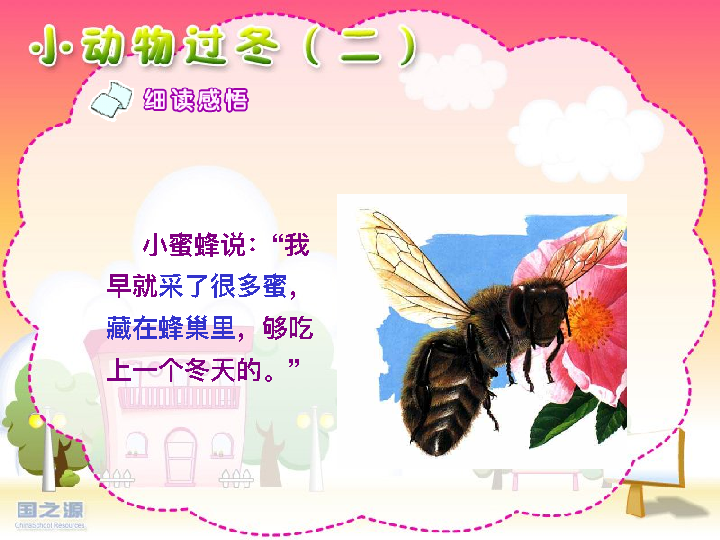 小动物过冬（二）
细读感悟
小蜜蜂说：“我
早就采了很多蜜，
藏在蜂巢里，够吃
上一个冬天的。”
国之源
ChinaSchool Resources